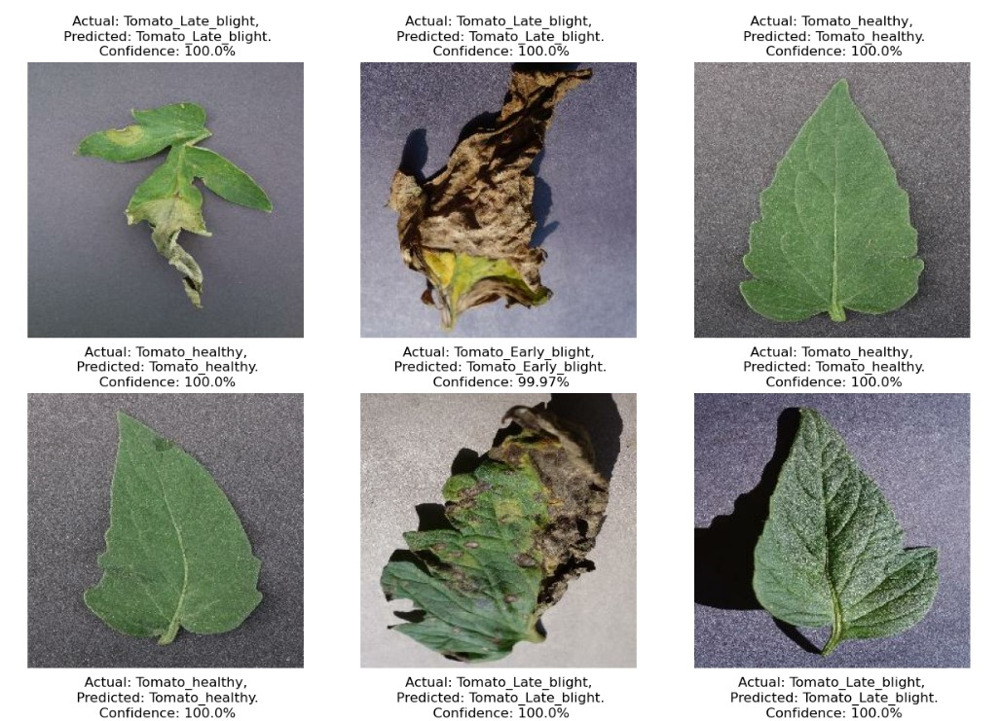 Actual: Tomato_Late_blight,
Predicted: Tomato_Late_blight.
Confidence: 100.0%
Actual: Tomato_Late_blight,
Predicted: Tomato_Late_blight.
Confidence: 100.0%
Actual: Tomato_healthy,
Predicted: Tomato_healthy.
Confidence: 100.0%
Actual: Tomato_healthy,
Predicted: Tomato_healthy.
Confidence: 100.0%
Actual: Tomato_Early_blight,
Predicted: Tomato_Early_blight.
Confidence: 99.97%
Actual: Tomato_healthy,
Predicted: Tomato_healthy.
Confidence: 100.0%
Actual: Tomato_healthy,
Predicted: Tomato_healthy.
Confidence: 100.0%
Actual: Tomato_Late_blight,
Predicted: Tomato_Late_blight.
Confidence: 100.0%
Actual: Tomato_Late_blight,
Predicted: Tomato_Late_blight.
Confidence: 100.0%